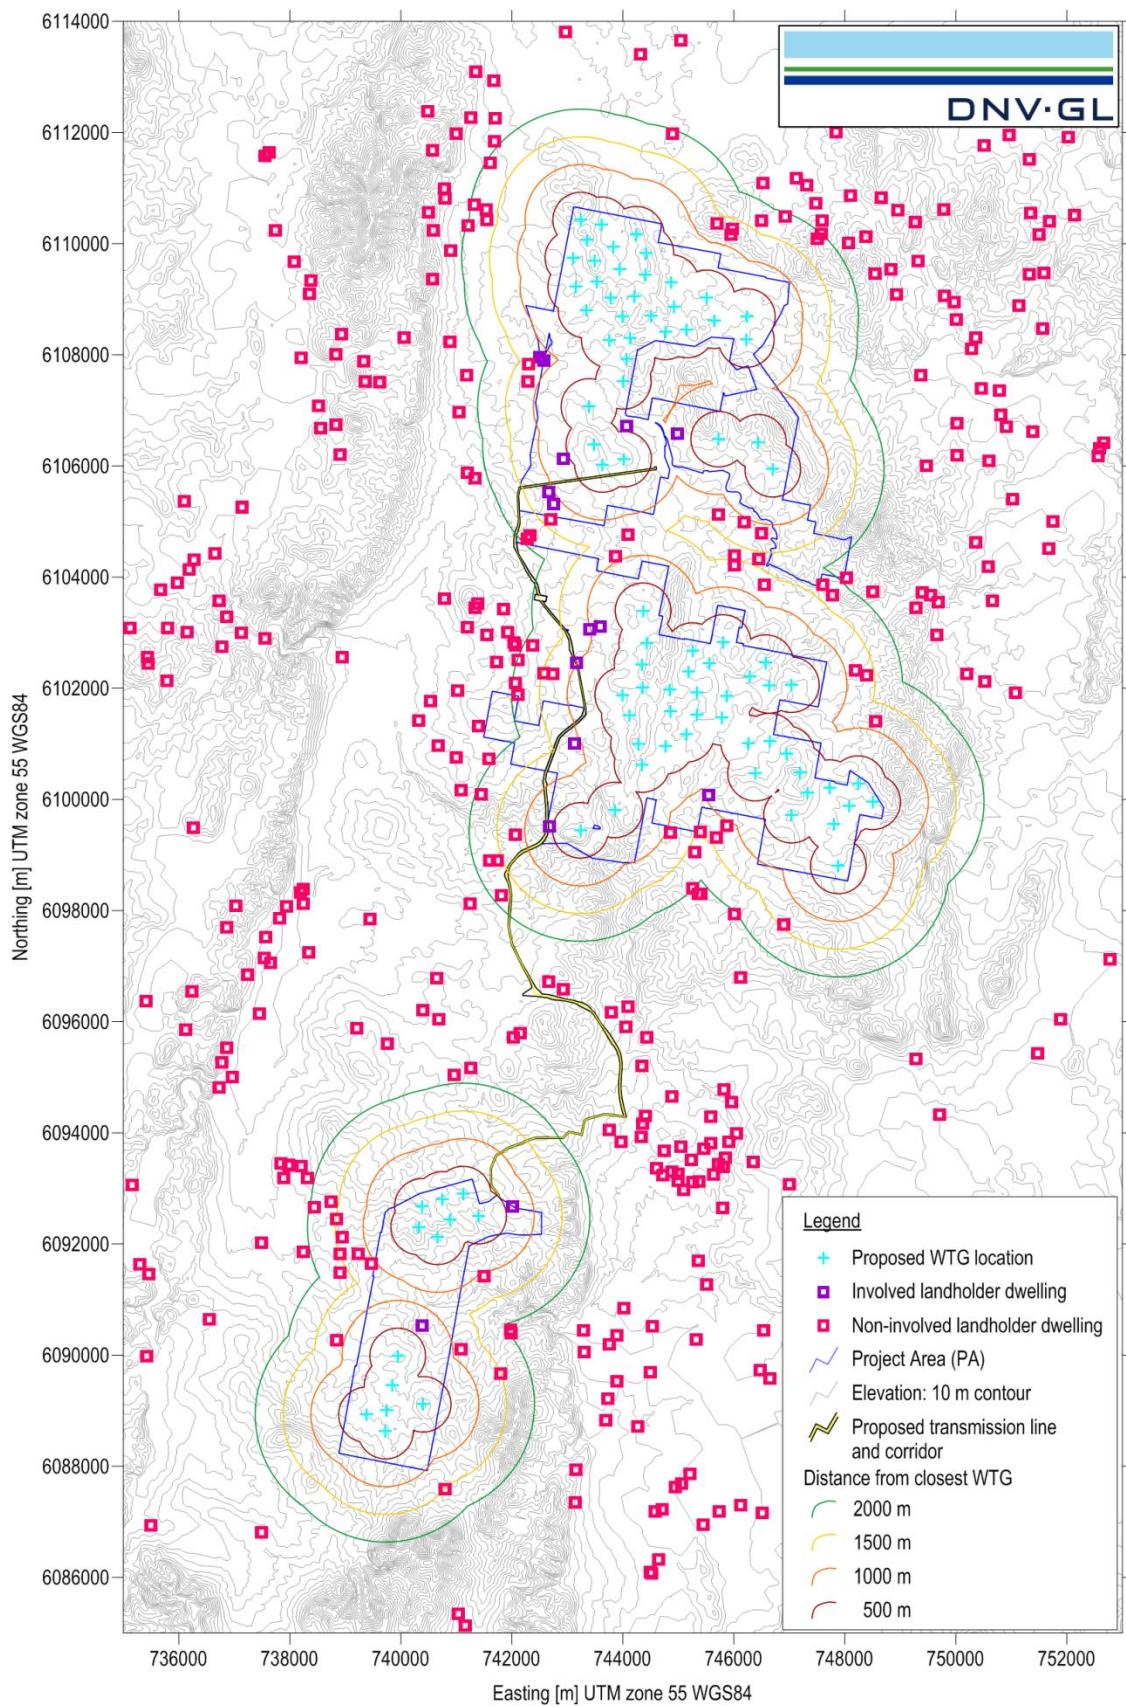 6114000
6112000
6110000
6108000
6106000
6104000
6102000
6100000
6098000
6096000
6094000
6092000
6090000
6088000
6086000
Northing [m] UTM zone 55 WGS84
DNV·GL
Legend
Proposed WTG location
Involved landholder dwelling
Non-involved landholder dwelling
Project Area (PA)
Elevation: 10 m contour
Proposed transmission line
and corridor
Distance from closest WTG
2000 m
1500 m
1000 m
500 m
736000 738000 740000 742000 744000 746000 748000 750000 752000
Easting [m] UTM zone 55 WGS84